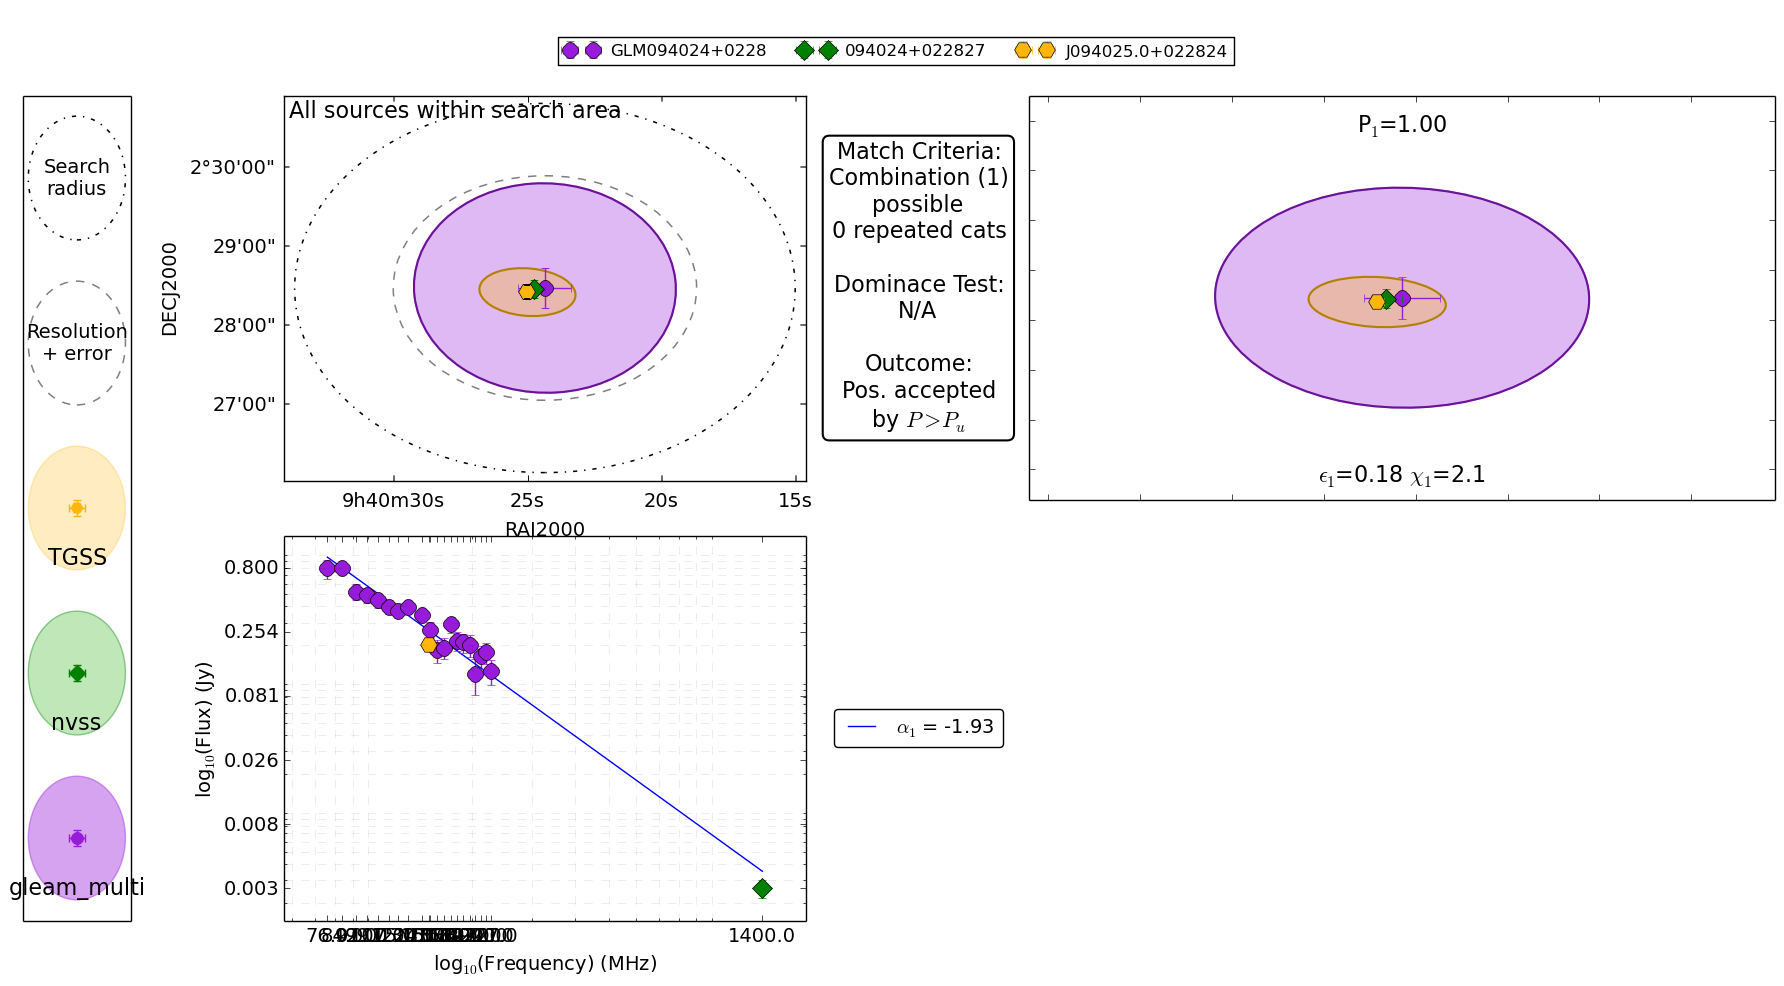 GLM094024+0228 094024+022827 J094025.0+022824
Search
radius
Resolution
+ error
TGSS
nvss
gleam_multi
All sources within search area
DECJ2000
2°30'00"
29'00"
28'00"
27'00"
9h40m30s 25s 20s 15s
RAJ2000
Match Criteria:
Combination (1)
possible
0 repeated cats
Dominace Test:
N/A
Outcome:
Pos. accepted
by P>Pu
P1=1.00
ϵ1=0.18 χ1=2.1
log10(Flux) (Jy)
0.800
0.254
0.081
0.026
0.008
0.003
1400.0
log10(Frequency) (MHz)
α1 = -1.93